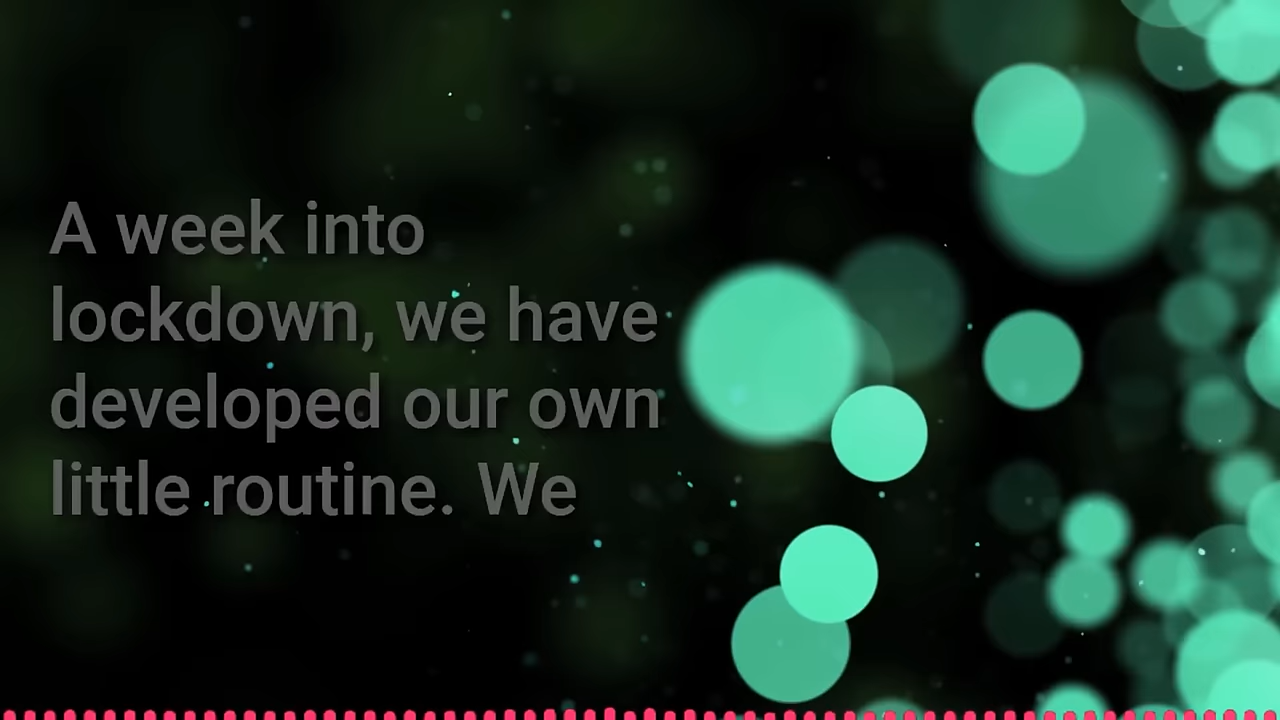 A week into
lockdown, we have
developed our own
little routine. We